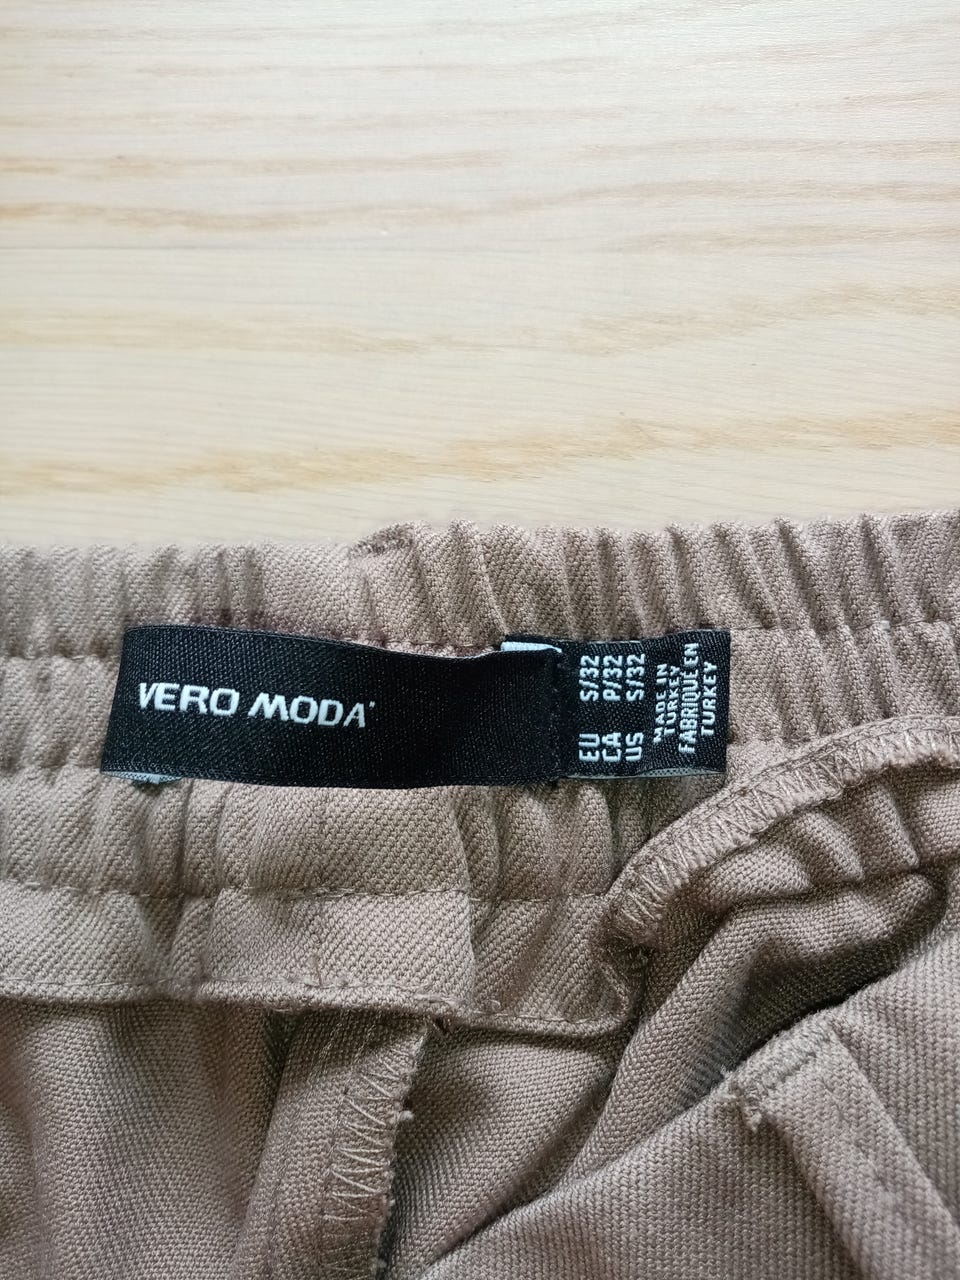 VERO MODA
EU S/32
CA P/32
US S/32
MADE IN
TURKEY
FABRIQUE EN
TURKEY